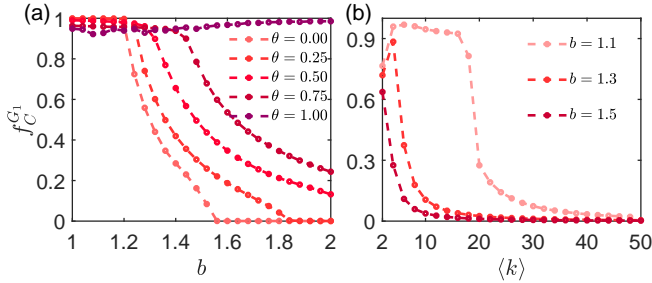 (a)
f_C^{G_1}
1
0.8
0.6
0.4
0.2
0
1 1.2 1.4 1.6 1.8 2
b
θ = 0.00
θ = 0.25
θ = 0.50
θ = 0.75
θ = 1.00
(b)
0.9
0.6
0.3
0
2 10 20 30 40 50
⟨k⟩
b = 1.1
b = 1.3
b = 1.5